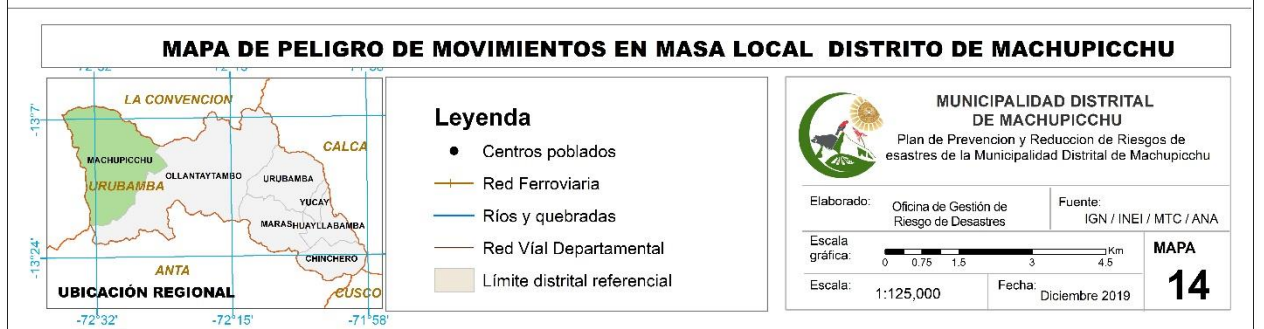 MAPA DE PELIGRO DE MOVIMIENTOS EN MASA LOCAL DISTRITO DE MACHUPICCHU
-72°32' -72°15' -71°58'
-13°7'
LA CONVENCION
CALCA
MACHUPICCHU
URUBAMBA
OLLANTAYTAMBO
URUBAMBA
YUCAY
MARAS HUAYLLABAMBA
CHINCHERO
-13°24'
ANTA
CUSCO
UBICACIÓN REGIONAL
-72°32' -72°15' -71°58'
Leyenda
Centros poblados
Red Ferroviaria
Ríos y quebradas
Red Víal Departamental
Límite distrital referencial
MUNICIPALIDAD DISTRITAL
DE MACHUPICCHU
Plan de Prevencion y Reduccion de Riesgos de
esastres de la Municipalidad Distrital de Machupicchu
Elaborado: Oficina de Gestión de
Riesgo de Desastres
Fuente:
IGN / INEI / MTC / ANA
Escala
gráfica:
0 0.75 1.5 3 4.5 Km
Escala: 1:125,000
Fecha: Diciembre 2019
MAPA
14